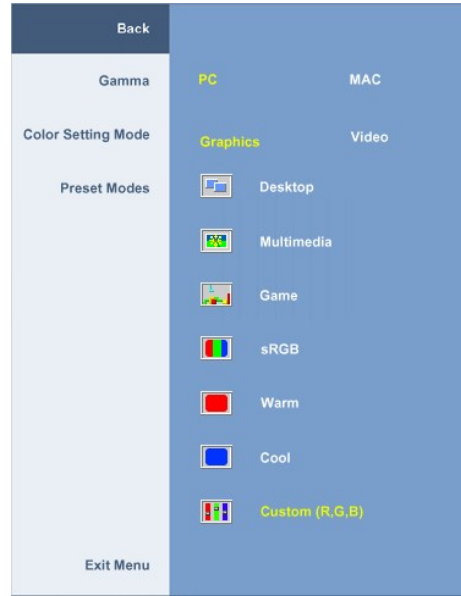 Back
Gamma PC MAC
Color Setting Mode Graphics Video
Preset Modes Desktop
Multimedia
Game
sRGB
Warm
Cool
Custom (R,G,B)
Exit Menu